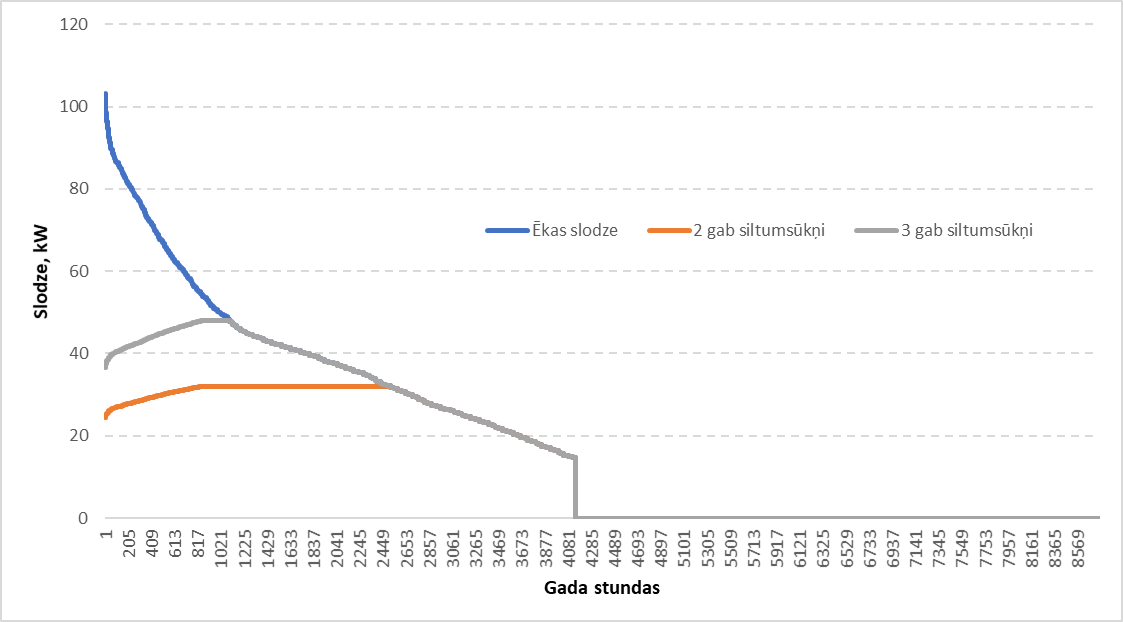 120
100
80
60
40
20
0
Slodze, kW
Ēkas slodze 2 gab siltumsūkņi 3 gab siltumsūkņi
1 205 409 613 817 1021 1225 1429 1633 1837 2041 2245 2449 2653 2857 3061 3265 3469 3673 3877 4081 4285 4489 4693 4897 5101 5305 5509 5713 5917 6121 6325 6529 6733 6937 7141 7345 7549 7753 7957 8161 8365 8569
Gada stundas